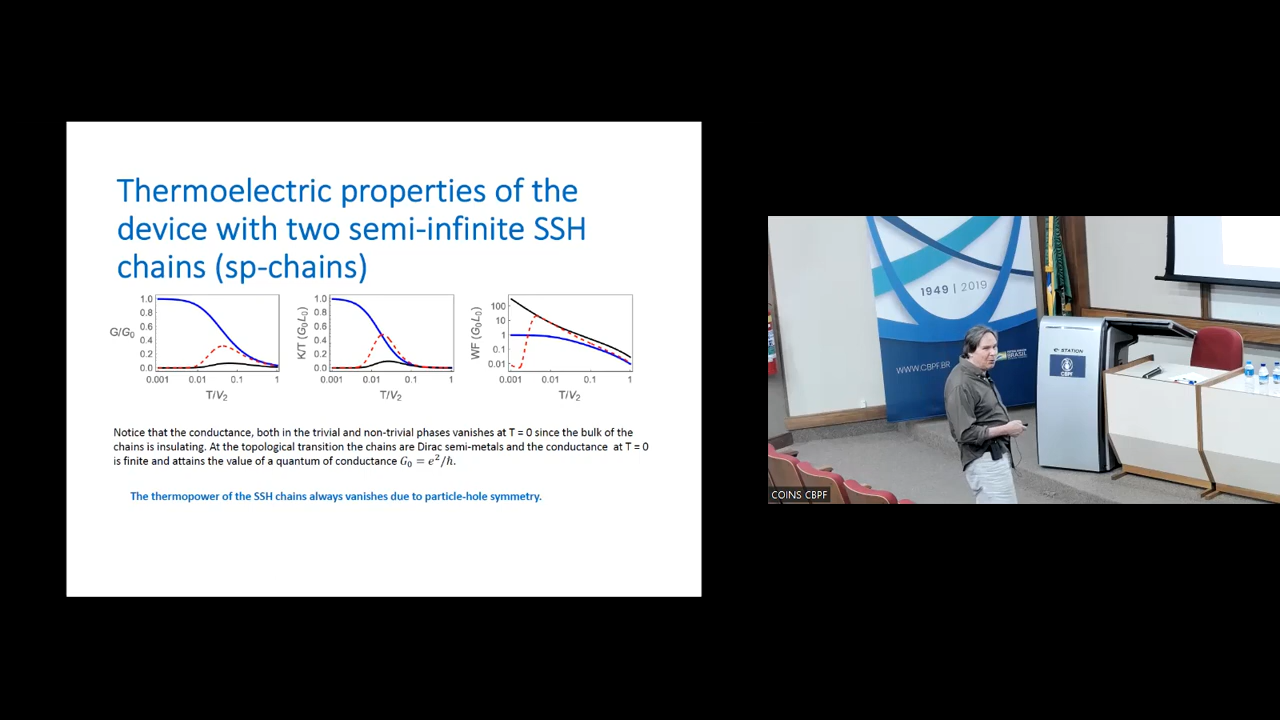 Thermoelectric properties of the
device with two semi-infinite SSH
chains (sp-chains)
G/G₀
1.0
0.8
0.6
0.4
0.2
0.0
0.001 0.01 0.1 1
T/V₂
K/T (G₀L₀)
1.0
0.8
0.6
0.4
0.2
0.0
0.001 0.01 0.1 1
T/V₂
WF (G₀L₀)
100
10
1
0.1
0.01
0.001 0.01 0.1 1
T/V₂
Notice that the conductance, both in the trivial and non-trivial phases vanishes at T = 0 since the bulk of the
chains is insulating. At the topological transition the chains are Dirac semi-metals and the conductance at T = 0
is finite and attains the value of a quantum of conductance G₀ = e²/h.
The thermopower of the SSH chains always vanishes due to particle-hole symmetry.
1949 | 2019
WWW.CBPF.BR
BRASIL
STATION
CBPF
COINS CBPF